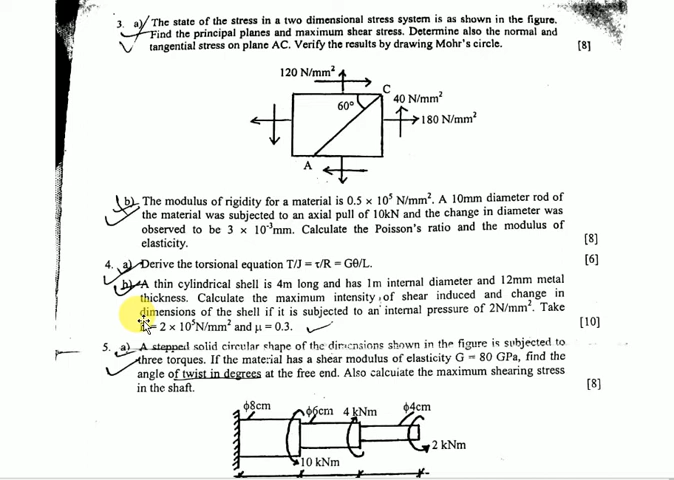 3. a) The state of the stress in a two dimensional stress system is as shown in the figure.
Find the principal planes and maximum shear stress. Determine also the normal and
tangential stress on plane AC. Verify the results by drawing Mohr's circle. [8]
120 N/mm²
C
60°
40 N/mm²
180 N/mm²
A
b) The modulus of rigidity for a material is 0.5 × 10⁵ N/mm². A 10mm diameter rod of
the material was subjected to an axial pull of 10kN and the change in diameter was
observed to be 3 × 10⁻³mm. Calculate the Poisson's ratio and the modulus of
elasticity. [8]
4. a) Derive the torsional equation T/J = τ/R = Gθ/L. [6]
b) A thin cylindrical shell is 4m long and has 1m internal diameter and 12mm metal
thickness. Calculate the maximum intensity of shear induced and change in
dimensions of the shell if it is subjected to an internal pressure of 2N/mm². Take
= 2 × 10⁵N/mm² and μ = 0.3. [10]
5. a) A stepped solid circular shape of the dimensions shown in the figure is subjected to
three torques. If the material has a shear modulus of elasticity G = 80 GPa, find the
angle of twist in degrees at the free end. Also calculate the maximum shearing stress
in the shaft. [8]
ϕ8cm ϕ6cm 4 kNm ϕ4cm
2 kNm
10 kNm